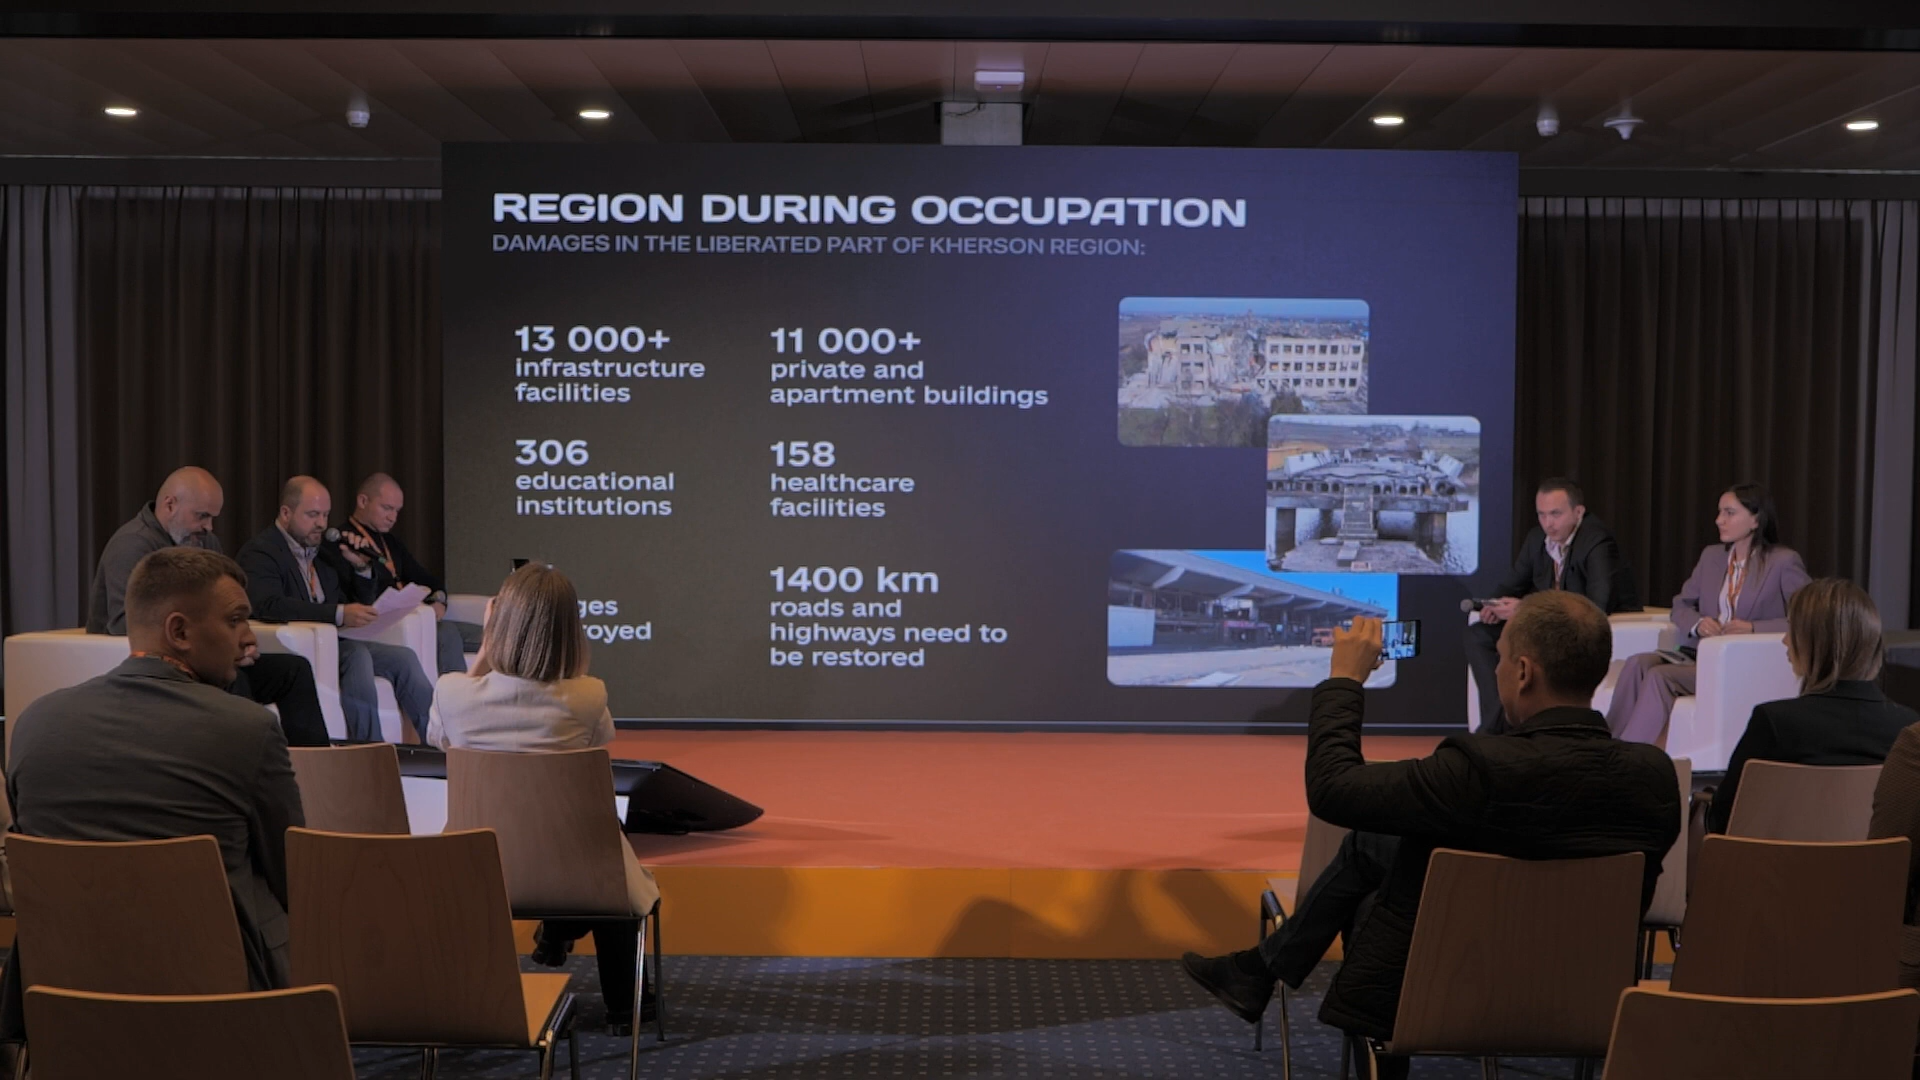 REGION DURING OCCUPATION
DAMAGES IN THE LIBERATED PART OF KHERSON REGION:
13 000+
infrastructure
facilities
11 000+
private and
apartment buildings
306
educational
institutions
158
healthcare
facilities
1400 km
roads and
highways need to
be restored